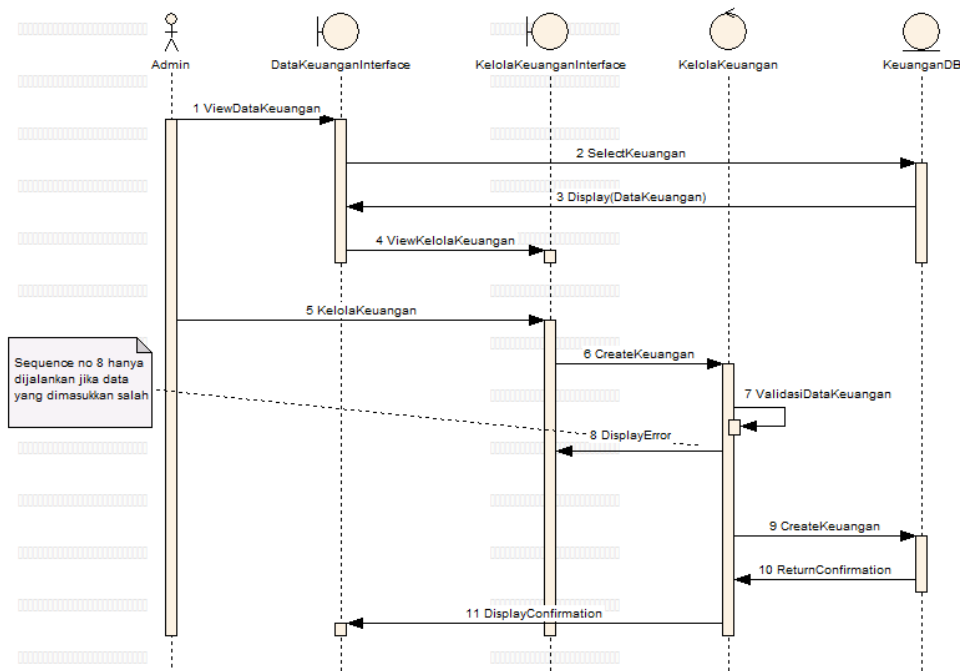 Admin
DataKeuanganInterface
KelolaKeuanganInterface
KelolaKeuangan
KeuanganDB
1 ViewDataKeuangan
2 SelectKeuangan
3 Display(DataKeuangan)
4 ViewKelolaKeuangan
5 KelolaKeuangan
Sequence no 8 hanya
dijalankan jika data
yang dimasukkan salah
6 CreateKeuangan
7 ValidasiDataKeuangan
8 DisplayError
9 CreateKeuangan
10 ReturnConfirmation
11 DisplayConfirmation